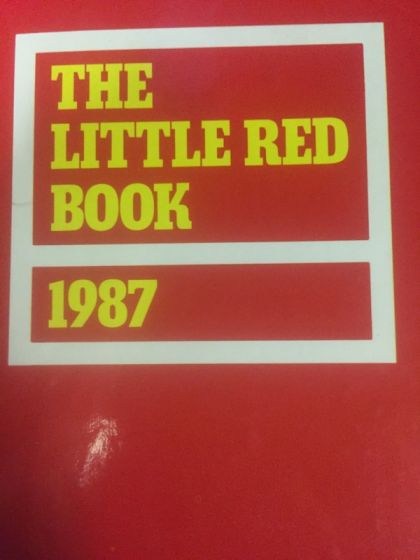 THE
LITTLE RED
BOOK
1987